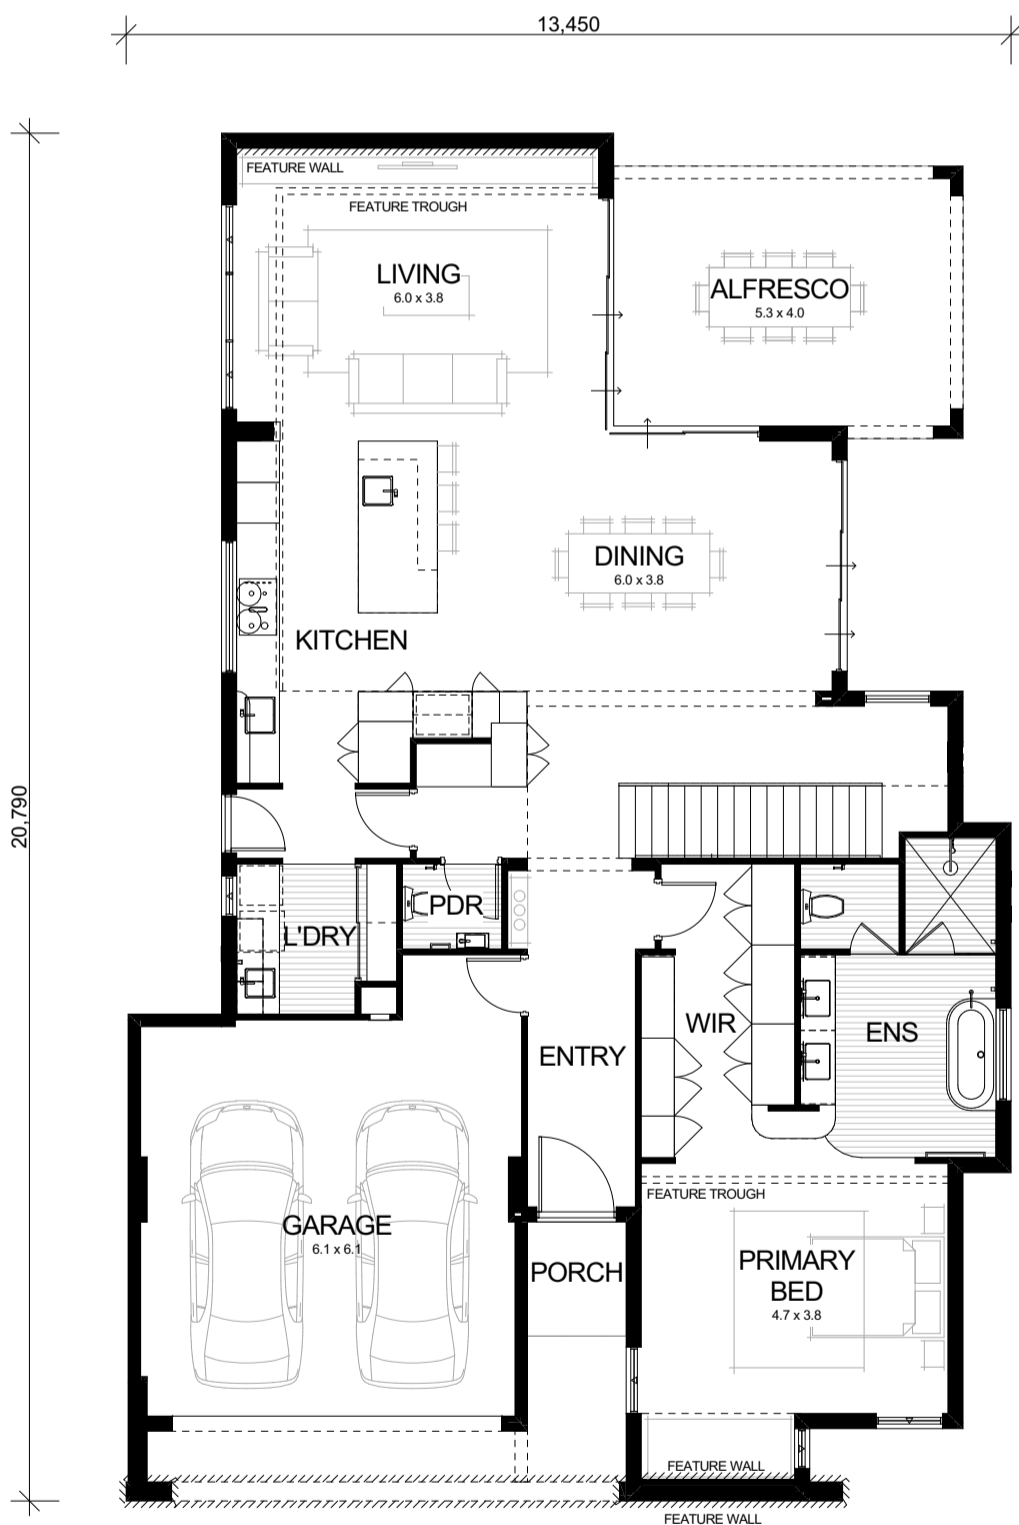 13,450
FEATURE WALL
FEATURE TROUGH
LIVING
6.0 x 3.8
ALFRESCO
5.3 x 4.0
DINING
6.0 x 3.8
KITCHEN
20,790
PDR
L'DRY
WIR
ENS
ENTRY
FEATURE TROUGH
GARAGE
6.1 x 6.1
PORCH
PRIMARY
BED
4.7 x 3.8
FEATURE WALL
FEATURE WALL